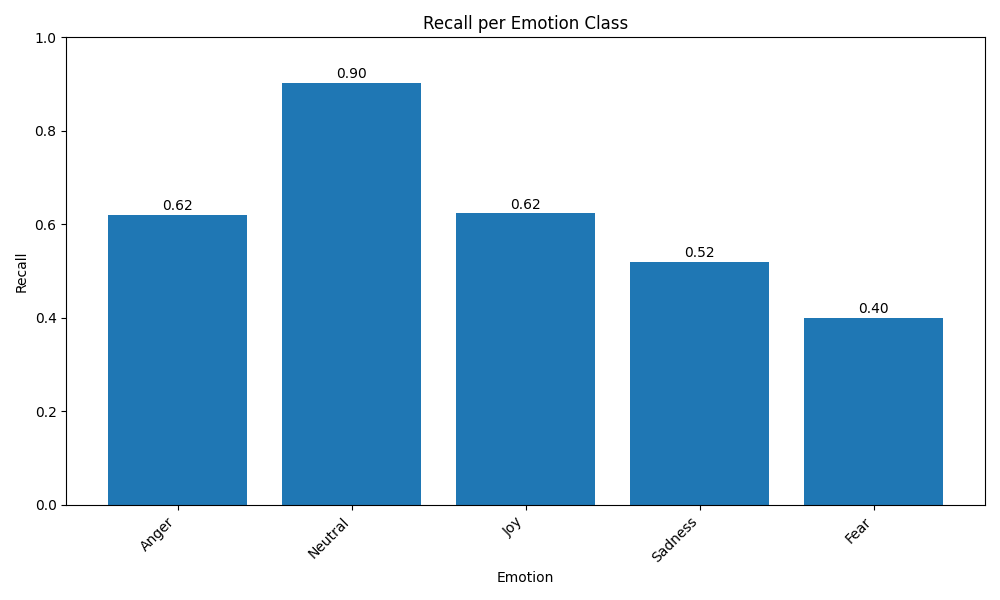 Recall per Emotion Class
1.0
0.8
0.6
0.4
0.2
0.0
Recall
0.62
0.90
0.62
0.52
0.40
Anger
Neutral
Joy
Sadness
Fear
Emotion